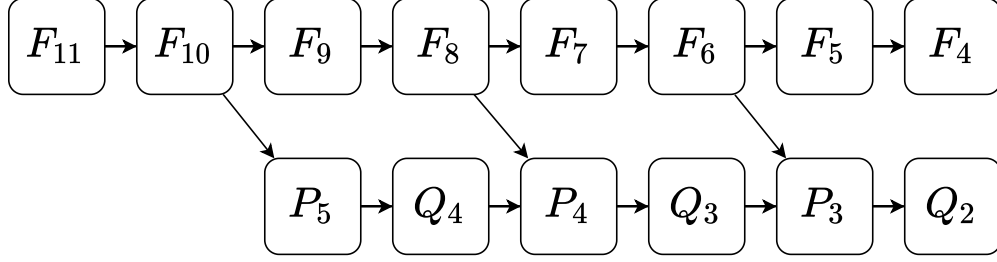 F₁₁ F₁₀ F₉ F₈ F₇ F₆ F₅ F₄
P₅ Q₄ P₄ Q₃ P₃ Q₂